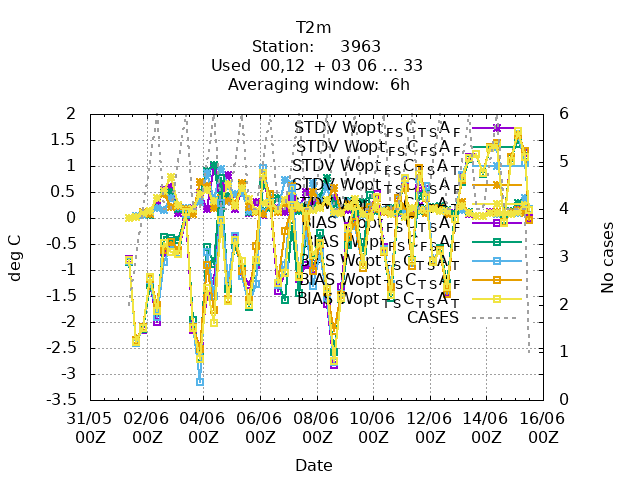 T2m
Station: 3963
Used 00,12 + 03 06 ... 33
Averaging window: 6h
deg C
No cases
2
1.5
1
0.5
0
-0.5
-1
-1.5
-2
-2.5
-3
-3.5
6
5
4
3
2
1
0
STDV Wopt_FSC_TSA_F
STDV Wopt_FSC_FSA_F
STDV Wopt_FSC_TSA_T
BIAS Wopt
BIAS Wopt
BIAS Wopt
BIAS Wopt
BIAS Wopt
CASES
31/05 02/06 04/06 06/06 08/06 10/06 12/06 14/06 16/06
00Z 00Z 00Z 00Z 00Z 00Z 00Z 00Z 00Z
Date